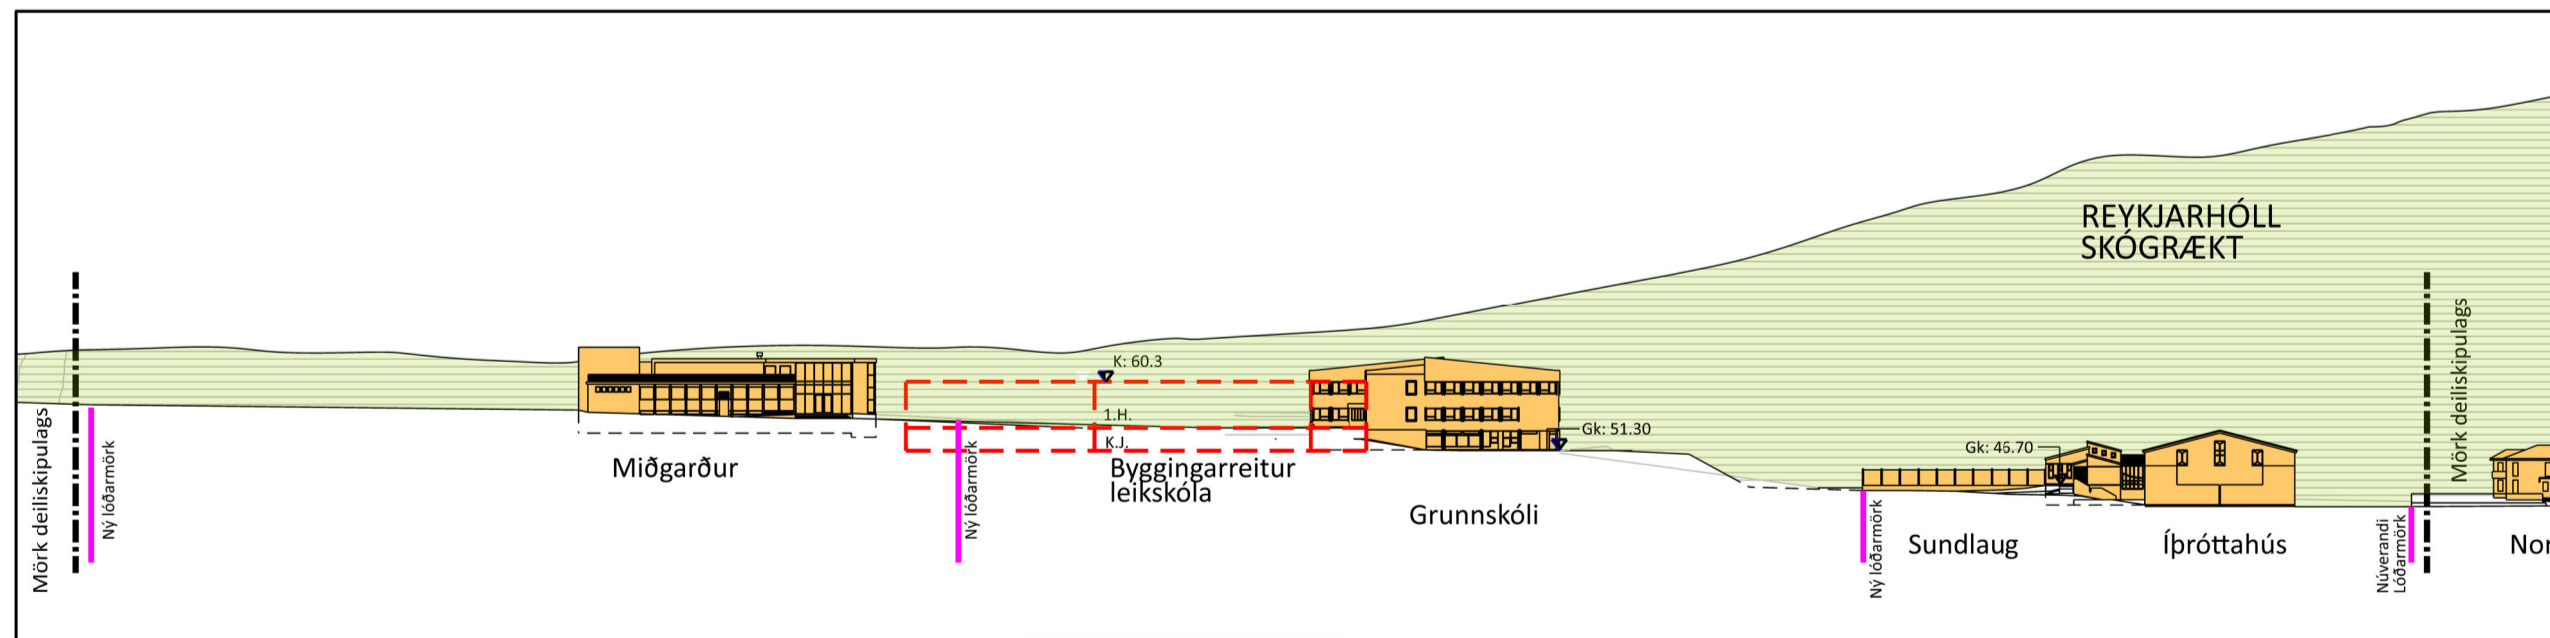 REYKJARHÓLL
SKÓGRÆKT
K: 60.3
1.H.
K.J.
Gk: 51.30
Gk: 46.70
Mörk deiliskipulags
Ný lóðarmörk
Miðgarður
Ný lóðarmörk
Byggingarreitur
leikskóla
Grunnskóli
Ný lóðarmörk
Sundlaug
Íþróttahús
Núverandi
Lóðarmörk
Mörk deiliskipulags
Nor